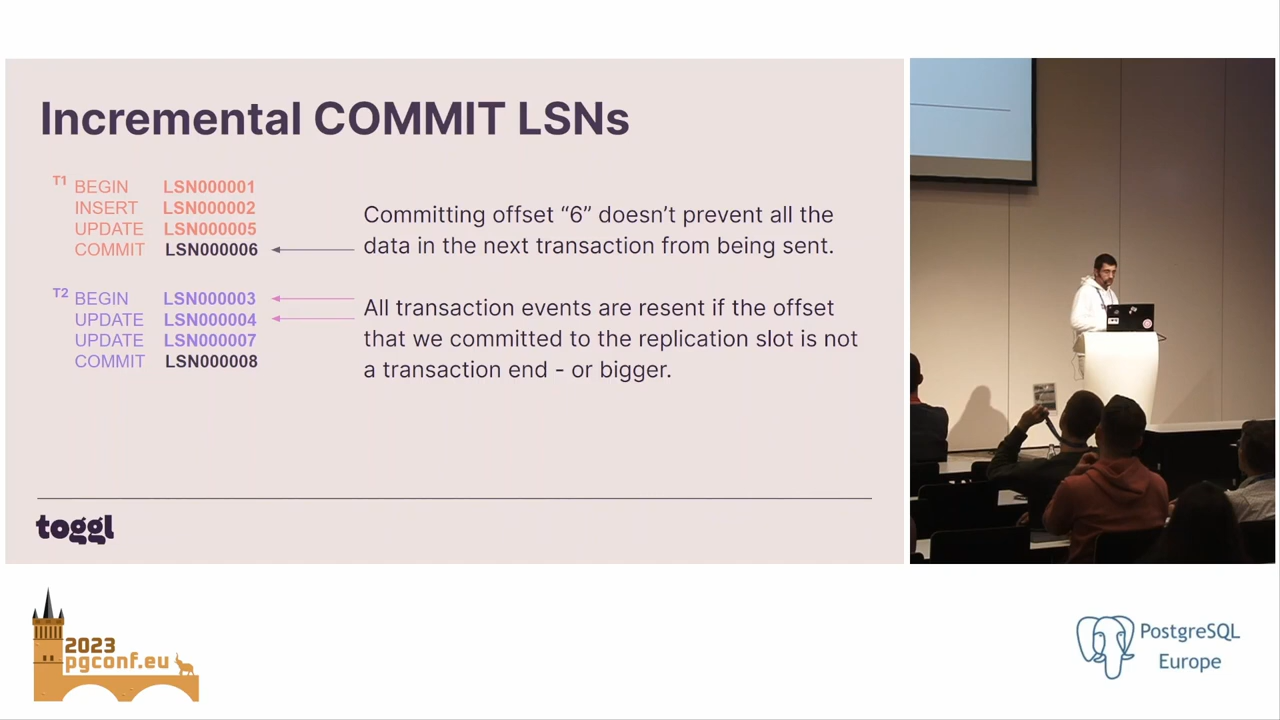 Incremental COMMIT LSNs
T1 BEGIN LSN000001
INSERT LSN000002
UPDATE LSN000005
COMMIT LSN000006
Committing offset “6” doesn’t prevent all the
data in the next transaction from being sent.
T2 BEGIN LSN000003
UPDATE LSN000004
UPDATE LSN000007
COMMIT LSN000008
All transaction events are resent if the offset
that we committed to the replication slot is not
a transaction end - or bigger.
toggl
2023
pgconf.eu
PostgreSQL
Europe